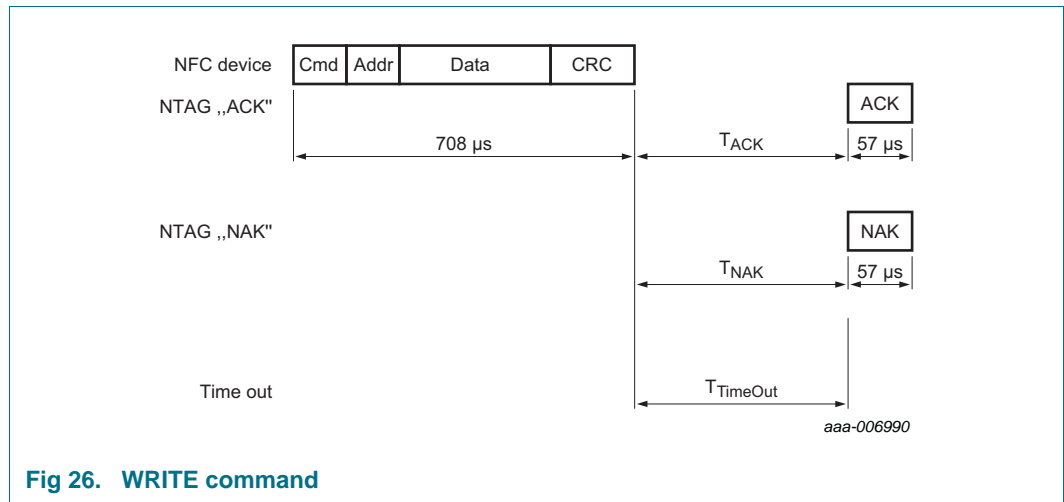 NFC device Cmd Addr Data CRC
NTAG ,,ACK" ACK
708 µs TACK 57 µs
NTAG ,,NAK" NAK
TNAK 57 µs
Time out TTimeOut
aaa-006990
Fig 26. WRITE command